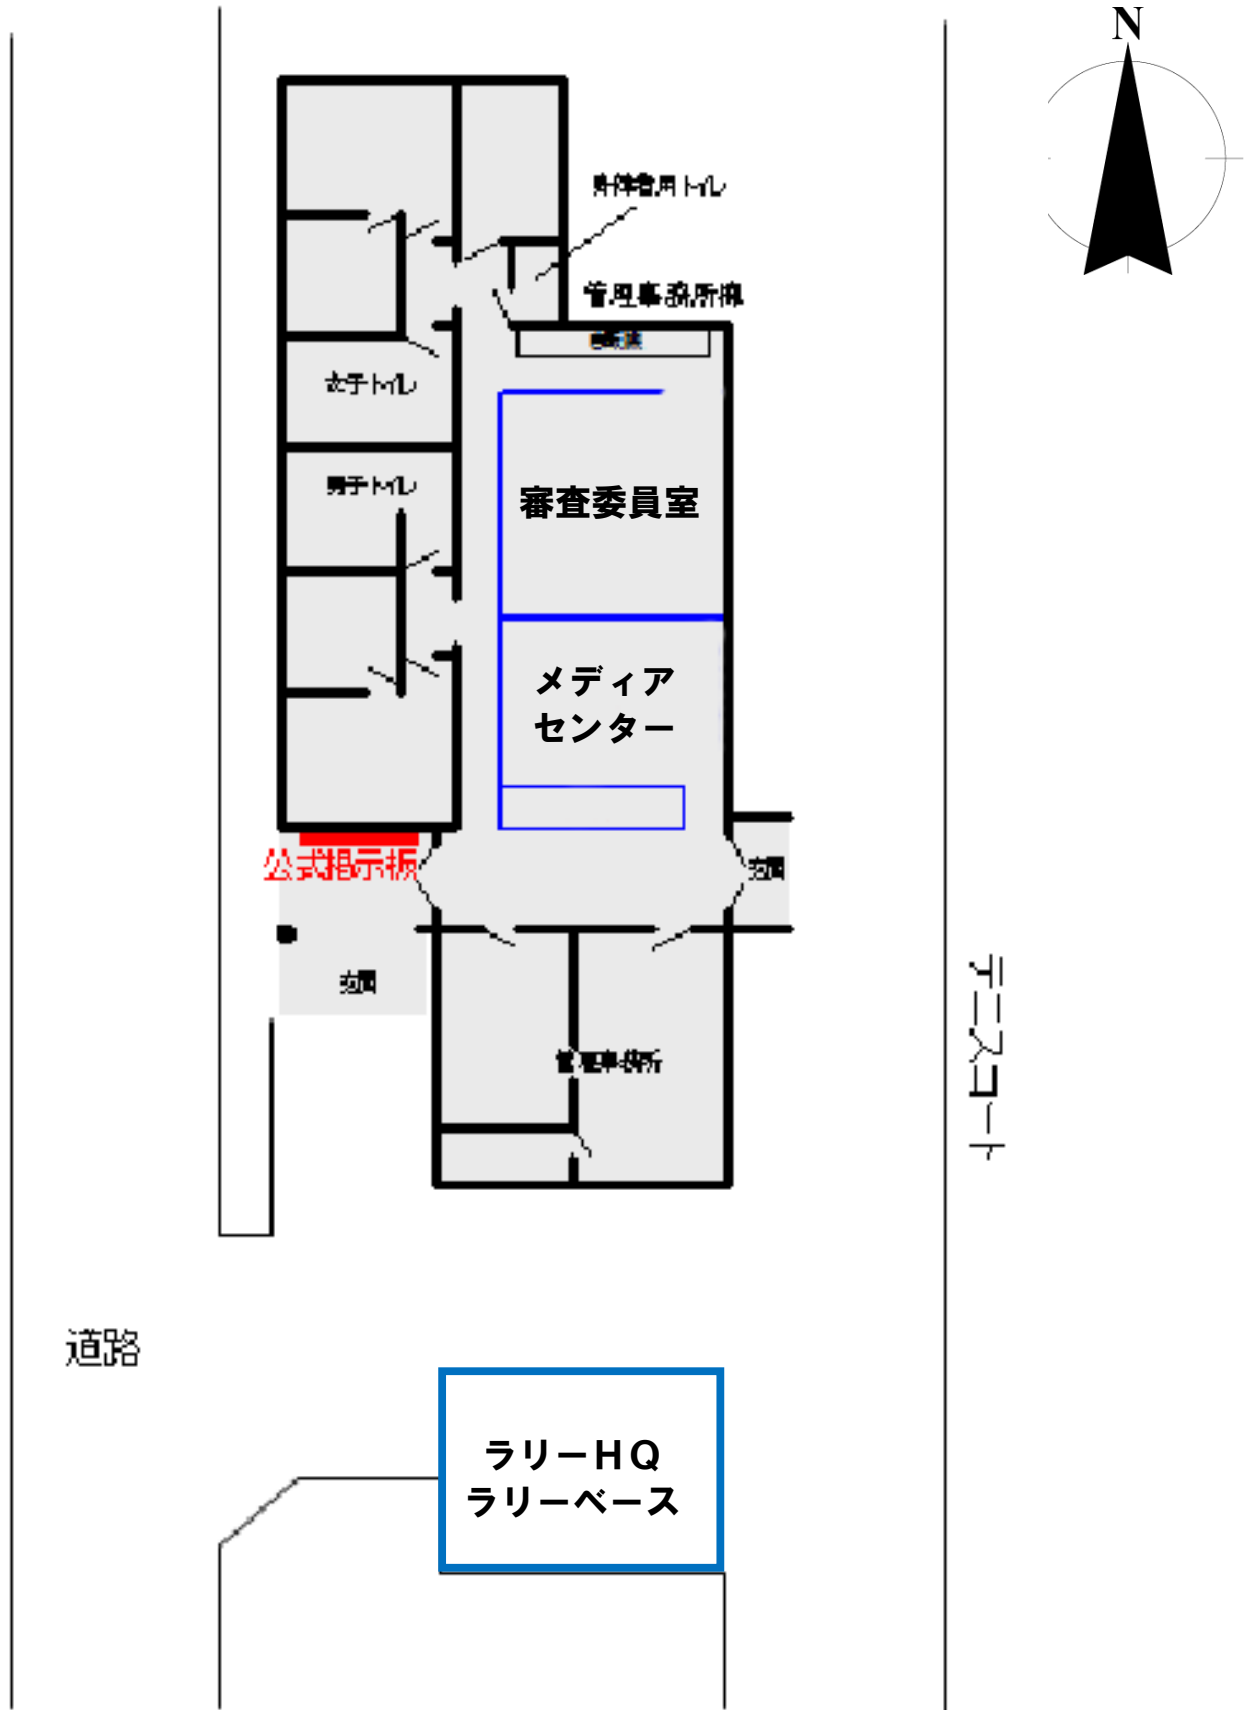 N
身障者用トイレ
管理事務所棟
女子トイレ
男子トイレ
審査委員室
メディア
センター
公式掲示板
玄関
玄関
テニスコート
管理事務所
道路
ラリーＨＱ
ラリーベース